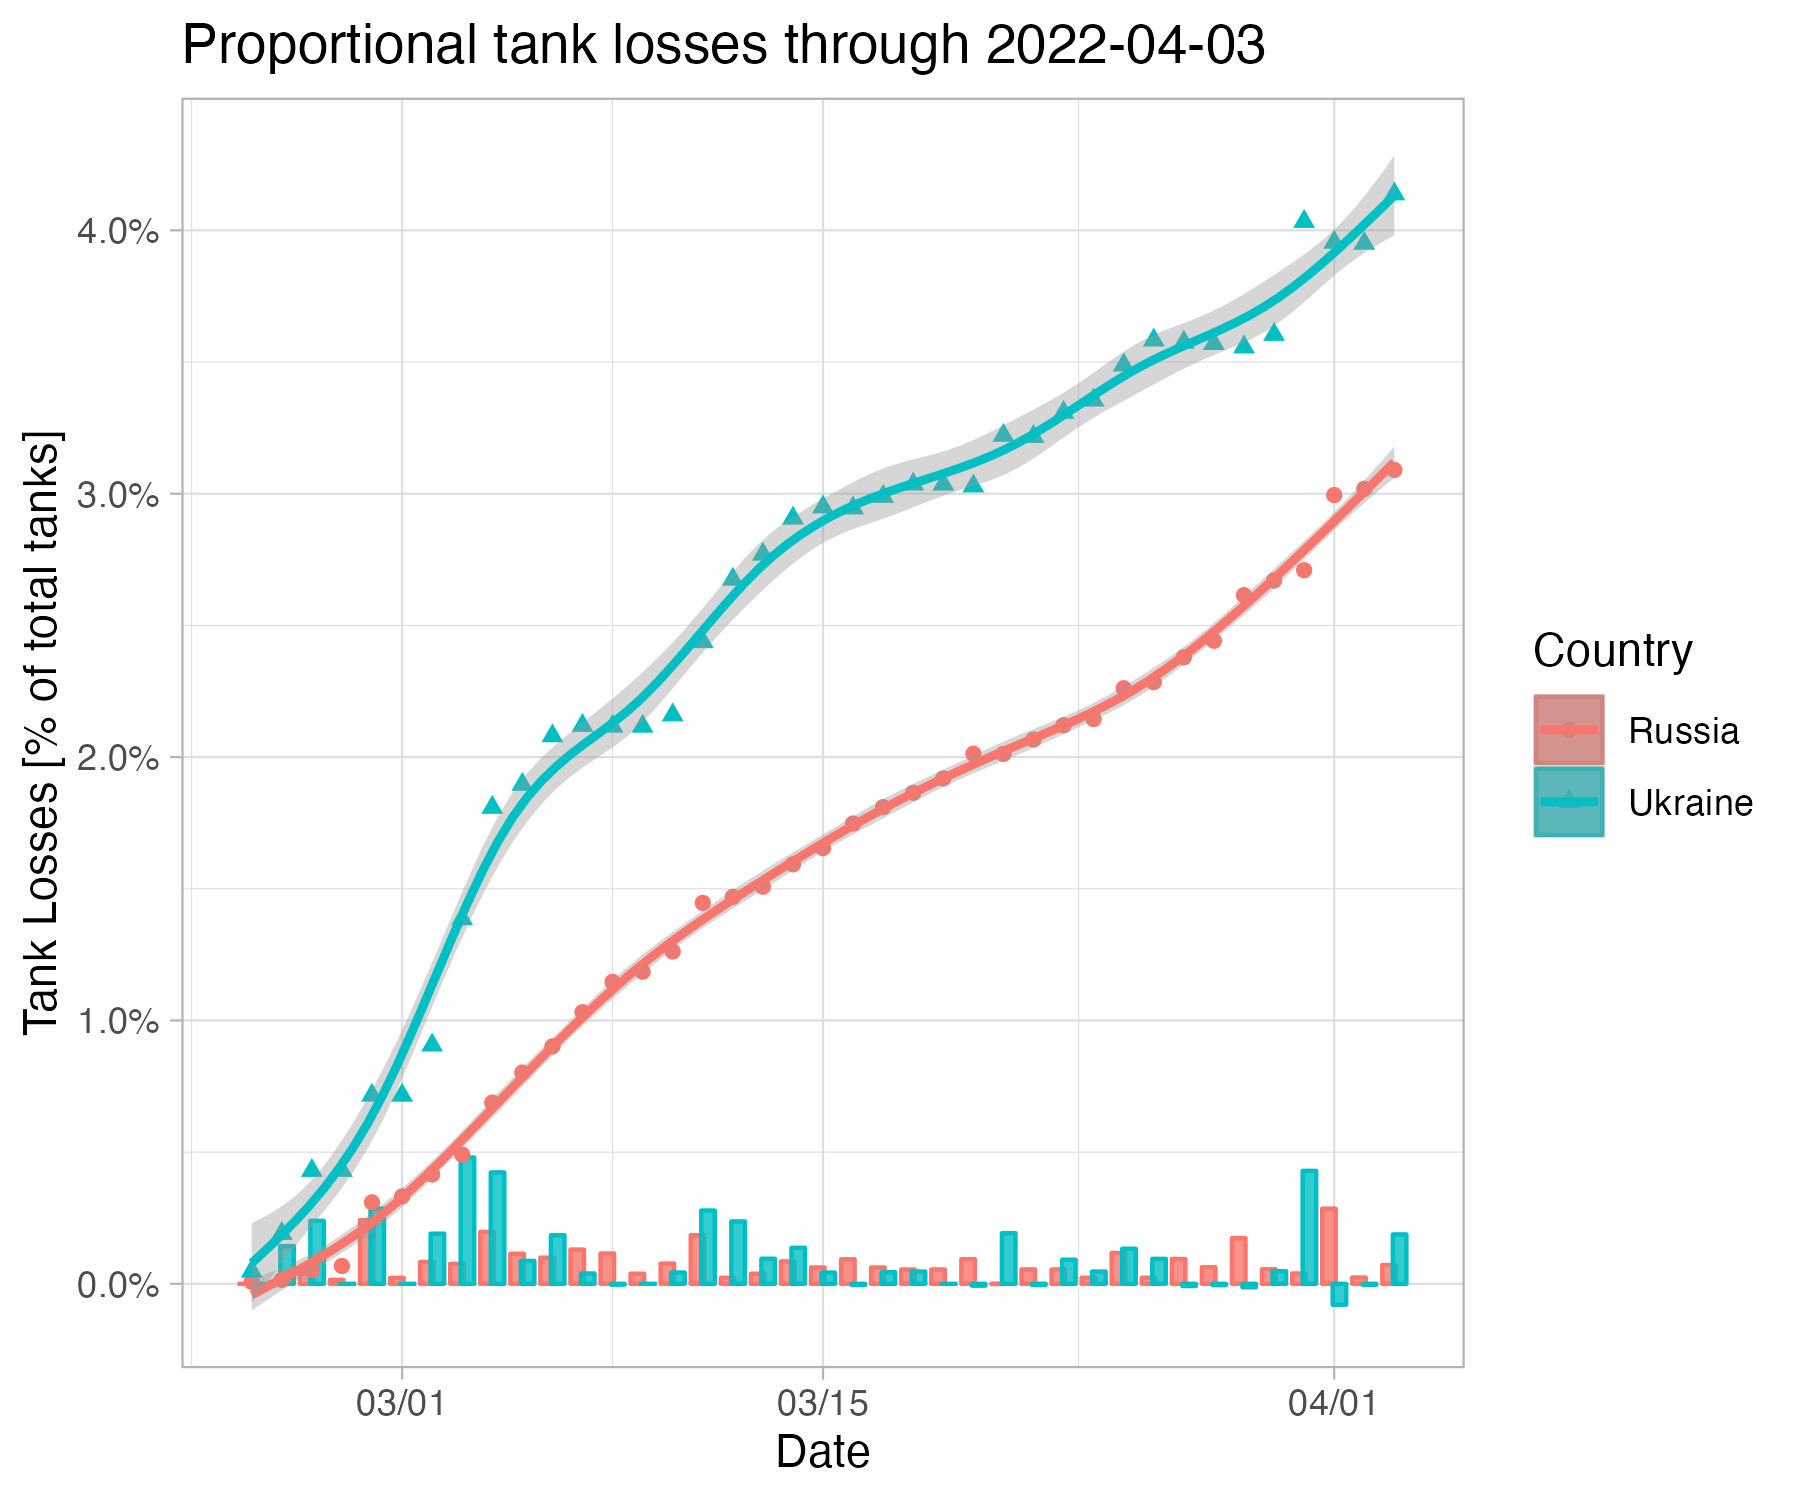 Proportional tank losses through 2022-04-03
Tank Losses [% of total tanks]
4.0%
3.0%
2.0%
1.0%
0.0%
03/01
03/15
04/01
Date
Country
Russia
Ukraine